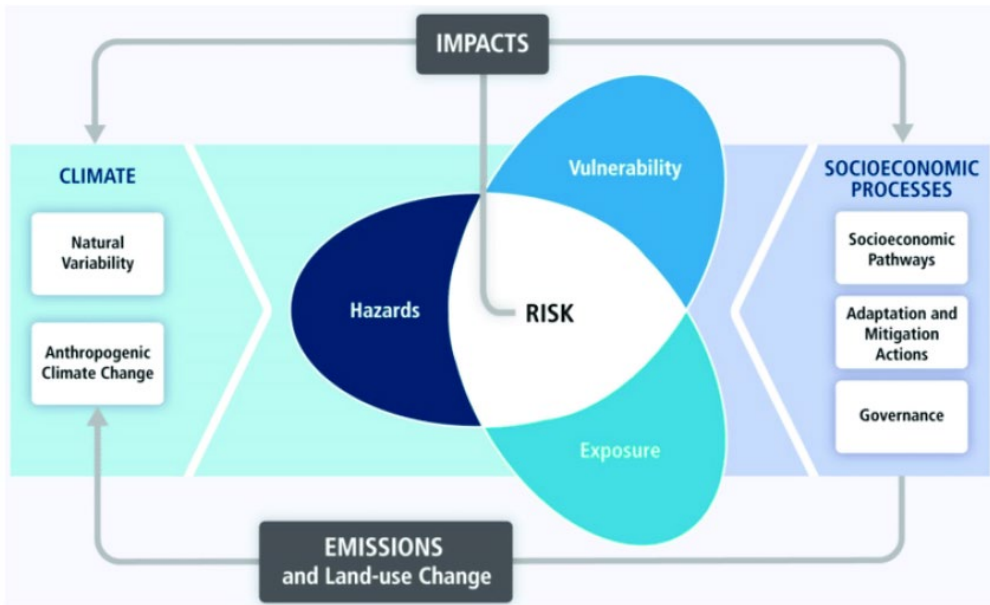 IMPACTS
CLIMATE
Natural
Variability
Anthropogenic
Climate Change
Vulnerability
Hazards
RISK
Exposure
SOCIOECONOMIC
PROCESSES
Socioeconomic
Pathways
Adaptation and
Mitigation
Actions
Governance
EMISSIONS
and Land-use Change